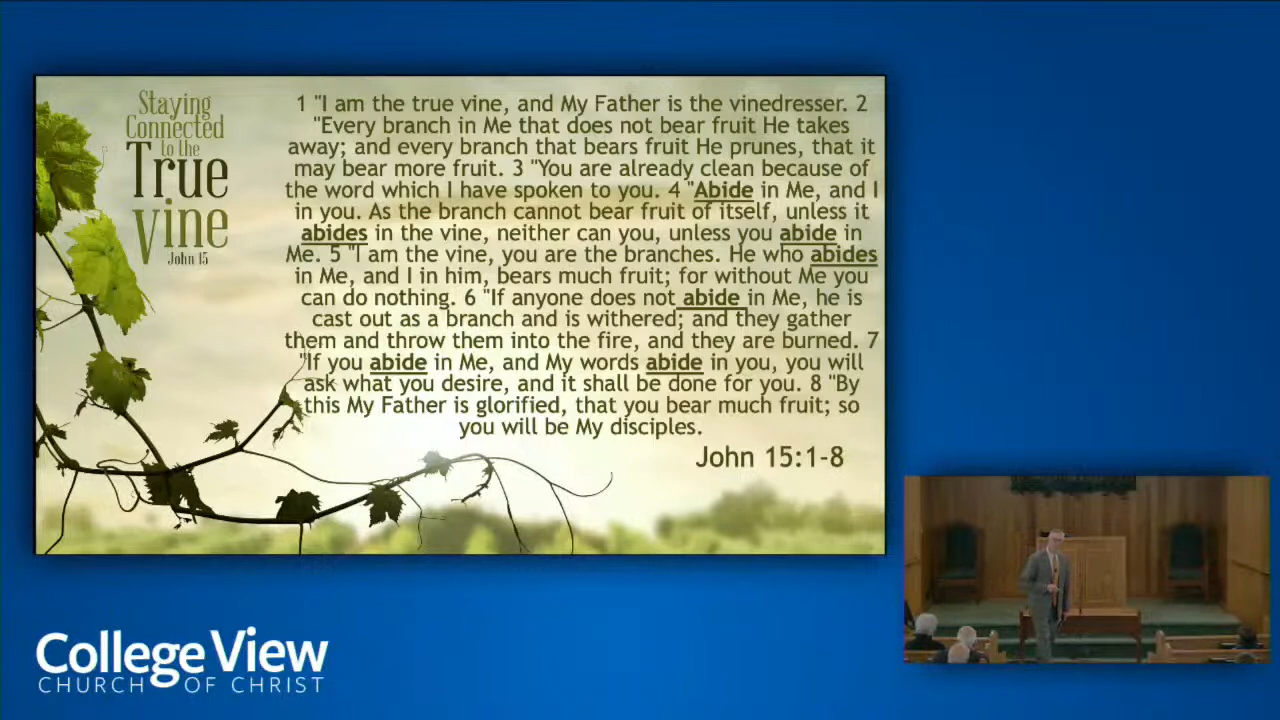 Staying
Connected
to the
True
vine
John 15
1 "I am the true vine, and My Father is the vinedresser. 2
"Every branch in Me that does not bear fruit He takes
away; and every branch that bears fruit He prunes, that it
may bear more fruit. 3 "You are already clean because of
the word which I have spoken to you. 4 "Abide in Me, and I
in you. As the branch cannot bear fruit of itself, unless it
abides in the vine, neither can you, unless you abide in
Me. 5 "I am the vine, you are the branches. He who abides
in Me, and I in him, bears much fruit; for without Me you
can do nothing. 6 "If anyone does not abide in Me, he is
cast out as a branch and is withered; and they gather
them and throw them into the fire, and they are burned. 7
"If you abide in Me, and My words abide in you, you will
ask what you desire, and it shall be done for you. 8 "By
this My Father is glorified, that you bear much fruit; so
you will be My disciples.
John 15:1-8
College View
CHURCH OF CHRIST